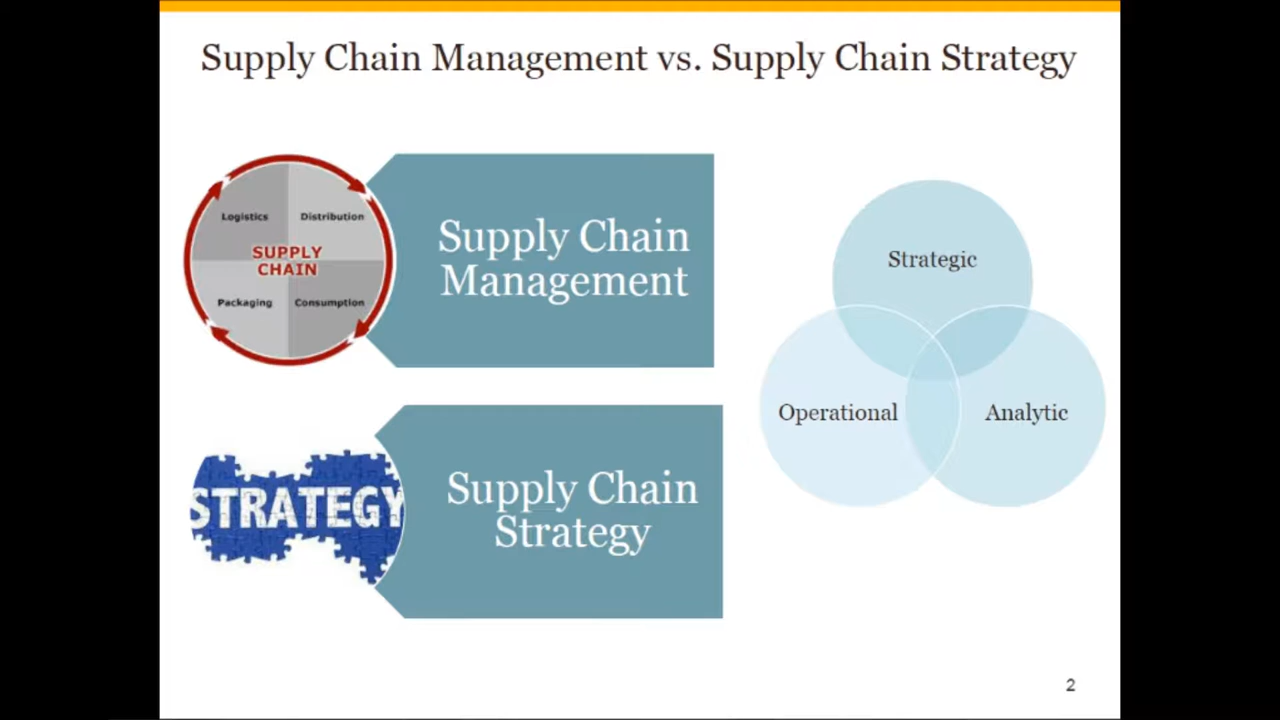 Supply Chain Management vs. Supply Chain Strategy
Logistics
Distribution
SUPPLY
CHAIN
Packaging
Consumption
Supply Chain
Management
STRATEGY
Supply Chain
Strategy
Strategic
Operational
Analytic
2